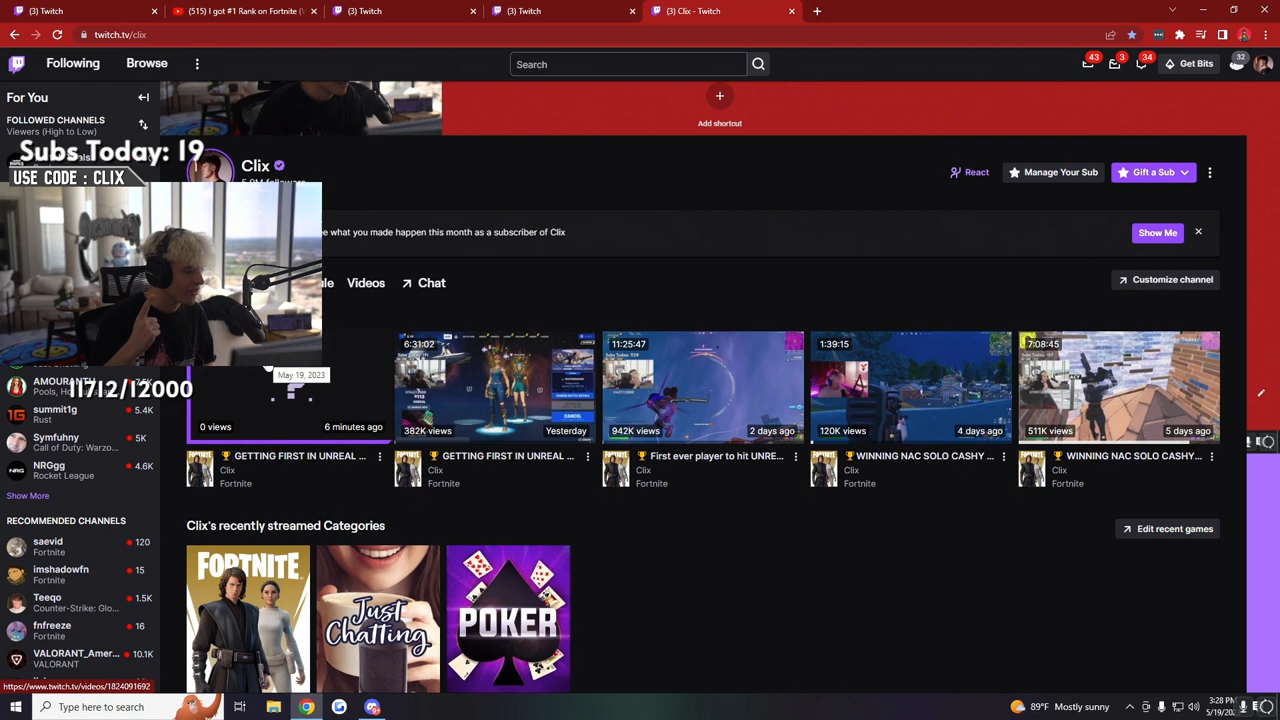 (3) Twitch
(515) I got #1 Rank on Fortnite (
(3) Twitch
(3) Twitch
(3) Clix - Twitch
twitch.tv/clix
Following
Browse
Search
43
3
34
Get Bits
32
For You
FOLLOWED CHANNELS
Viewers (High to Low)
Add shortcut
Subs Today: 19
USE CODE : CLIX
Clix
React
Manage Your Sub
Gift a Sub
e what you made happen this month as a subscriber of Clix
Show Me
Videos
Chat
Customize channel
May 19, 2023
0 views
6 minutes ago
6:31:02
382K views
Yesterday
11:25:47
942K views
2 days ago
1:39:15
120K views
4 days ago
7:08:45
511K views
5 days ago
GETTING FIRST IN UNREAL ...
Clix
Fortnite
GETTING FIRST IN UNREAL ...
Clix
Fortnite
First ever player to hit UNRE...
Clix
Fortnite
WINNING NAC SOLO CASHY ...
Clix
Fortnite
WINNING NAC SOLO CASHY...
Clix
Fortnite
11712/12000
Pools, Ho
summit1g
Rust
5.4K
Symfuhny
Call of Duty: Warzo...
5K
NRGgg
Rocket League
4.6K
Show More
RECOMMENDED CHANNELS
saevid
Fortnite
120
imshadowfn
Fortnite
15
Teeqo
Counter-Strike: Glo...
1.5K
fnfreeze
Fortnite
16
VALORANT_Amer...
VALORANT
10.1K
Clix's recently streamed Categories
Edit recent games
FORTNITE
Just
Chatting
POKER
https://www.twitch.tv/videos/1824091692
Type here to search
89°F Mostly sunny
3:28 PM